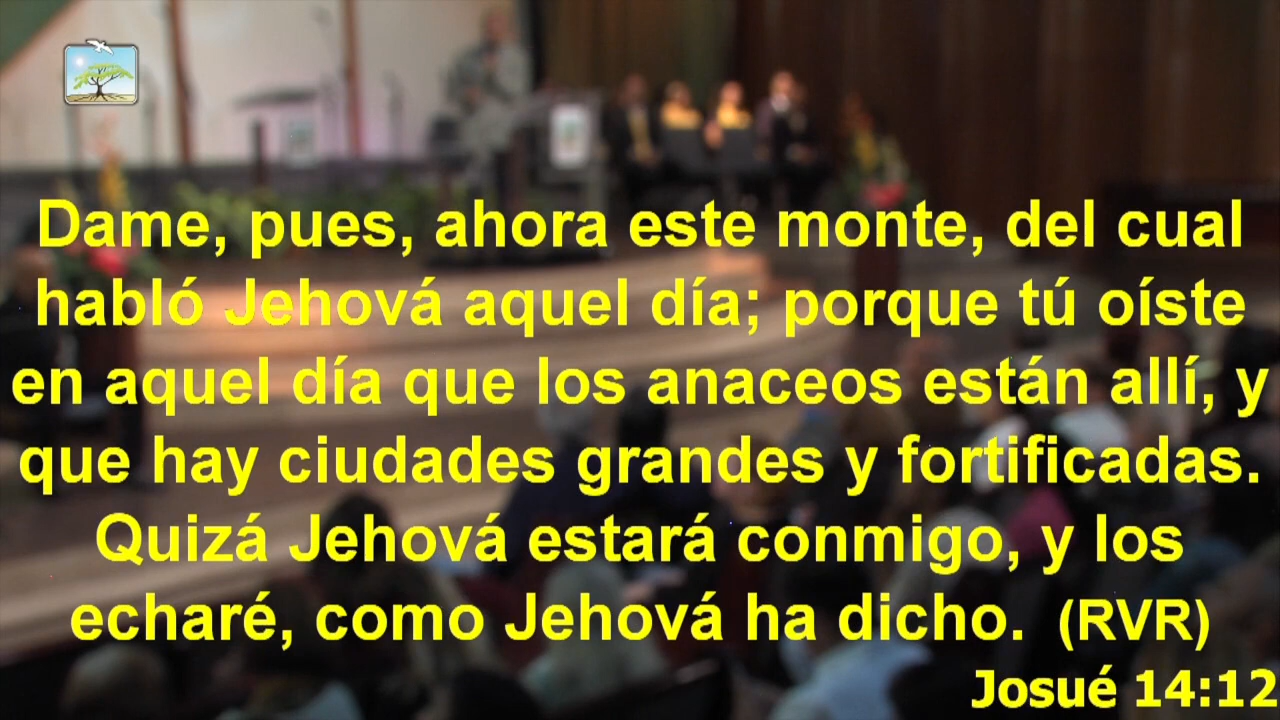 Dame, pues, ahora este monte, del cual
habló Jehová aquel día; porque tú oíste
en aquel día que los anaceos están allí, y
que hay ciudades grandes y fortificadas.
Quizá Jehová estará conmigo, y los
echaré, como Jehová ha dicho. (RVR)
Josué 14:12